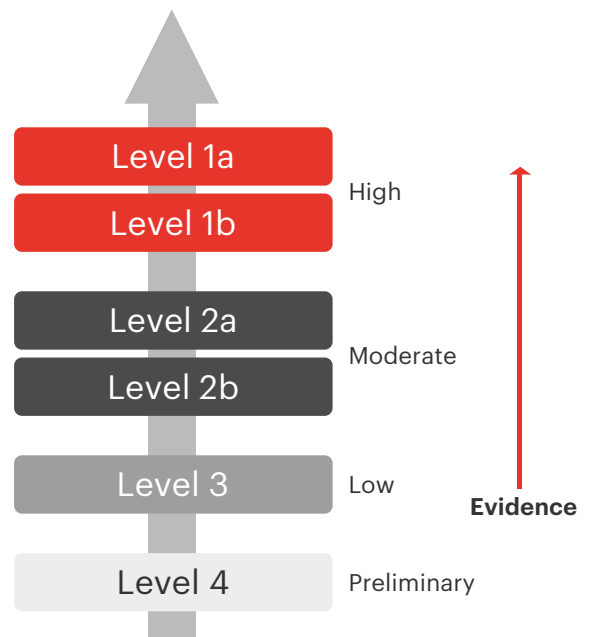 Level 1a
High
Level 1b
Level 2a
Moderate
Level 2b
Level 3
Low
Evidence
Level 4
Preliminary